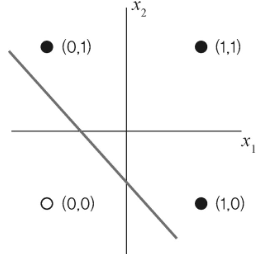 x₂
(0,1)
(1,1)
x₁
(0,0)
(1,0)